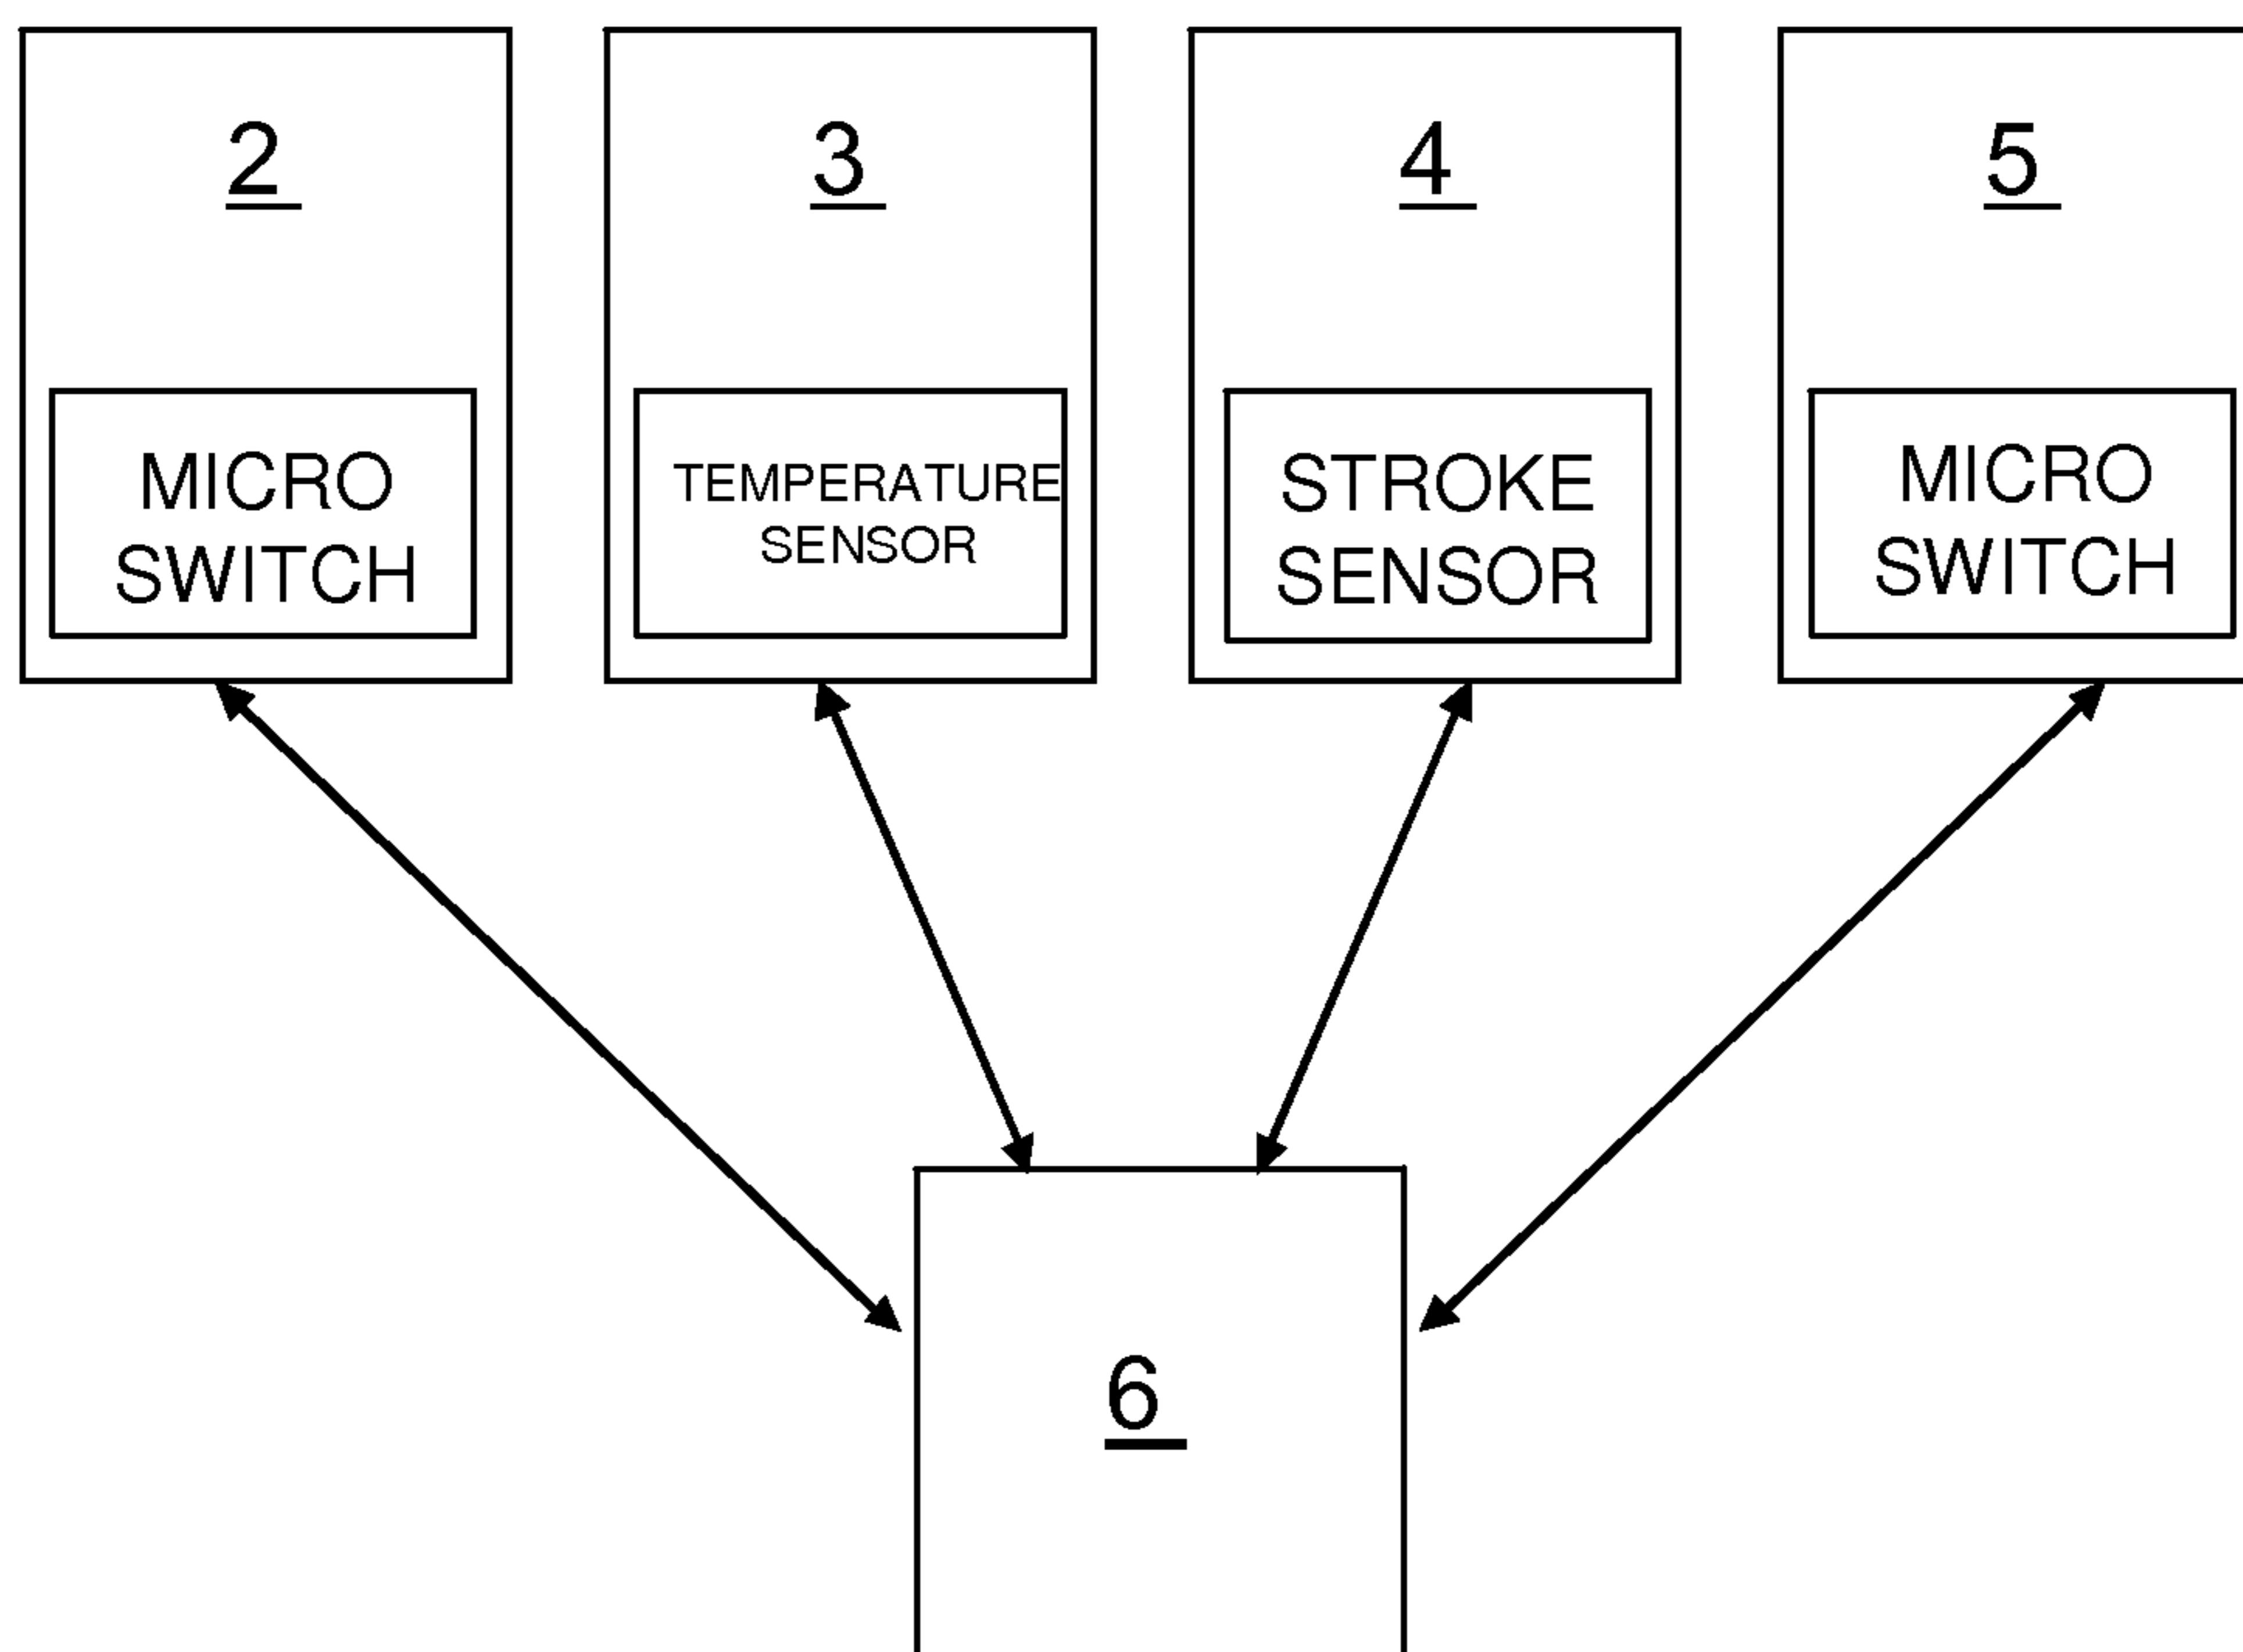 2
3
4
5
MICRO
SWITCH
TEMPERATURE
SENSOR
STROKE
SENSOR
MICRO
SWITCH
6